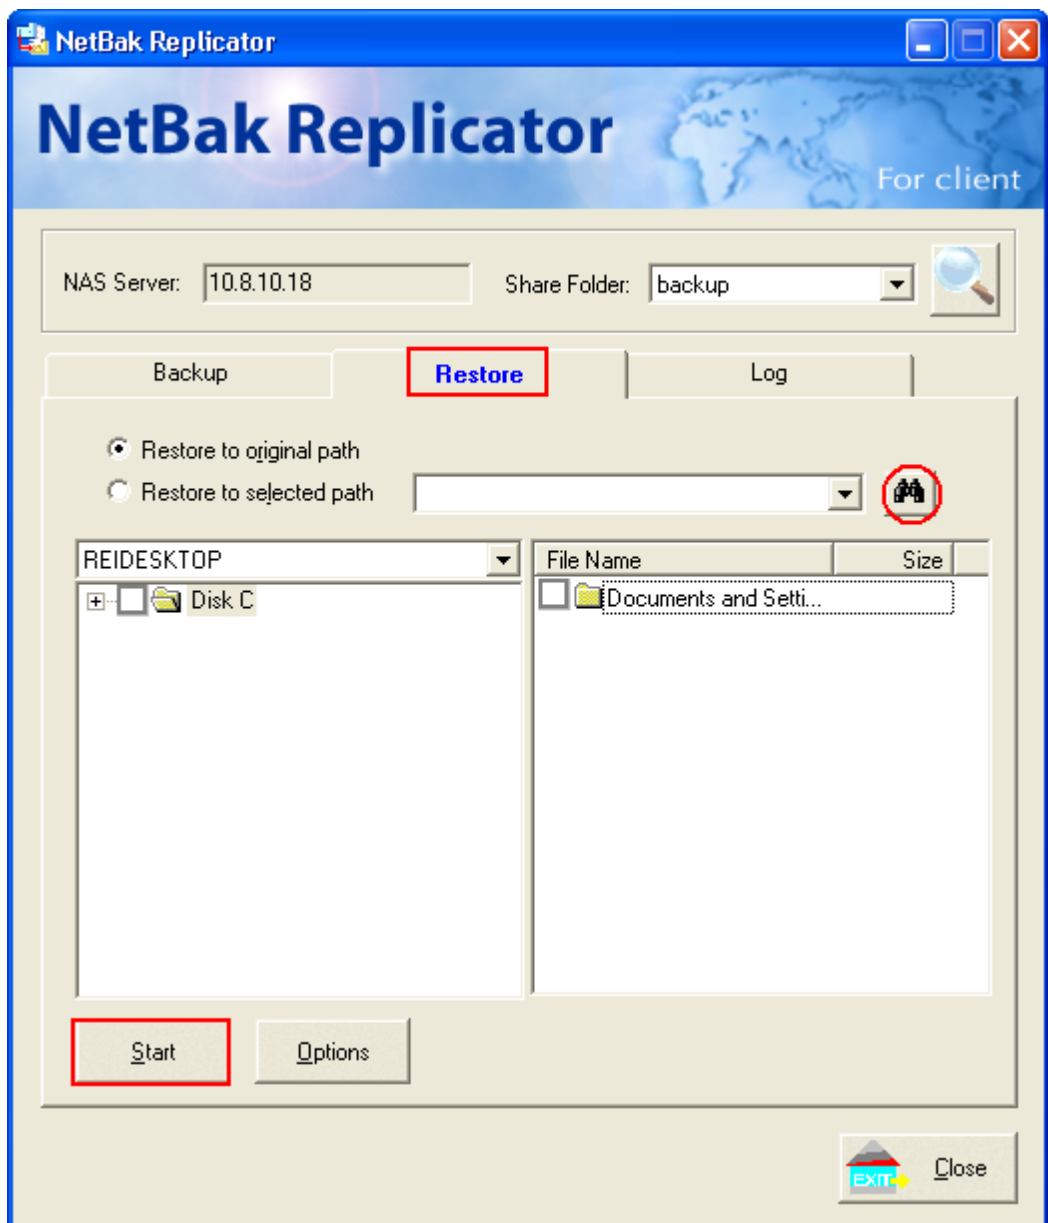 NetBak Replicator
NetBak Replicator
For client
NAS Server: 10.8.10.18 Share Folder: backup
Backup Restore Log
Restore to original path
Restore to selected path
REIDESKTOP File Name Size
Disk C Documents and Setti...
Start Options
EXIT Close